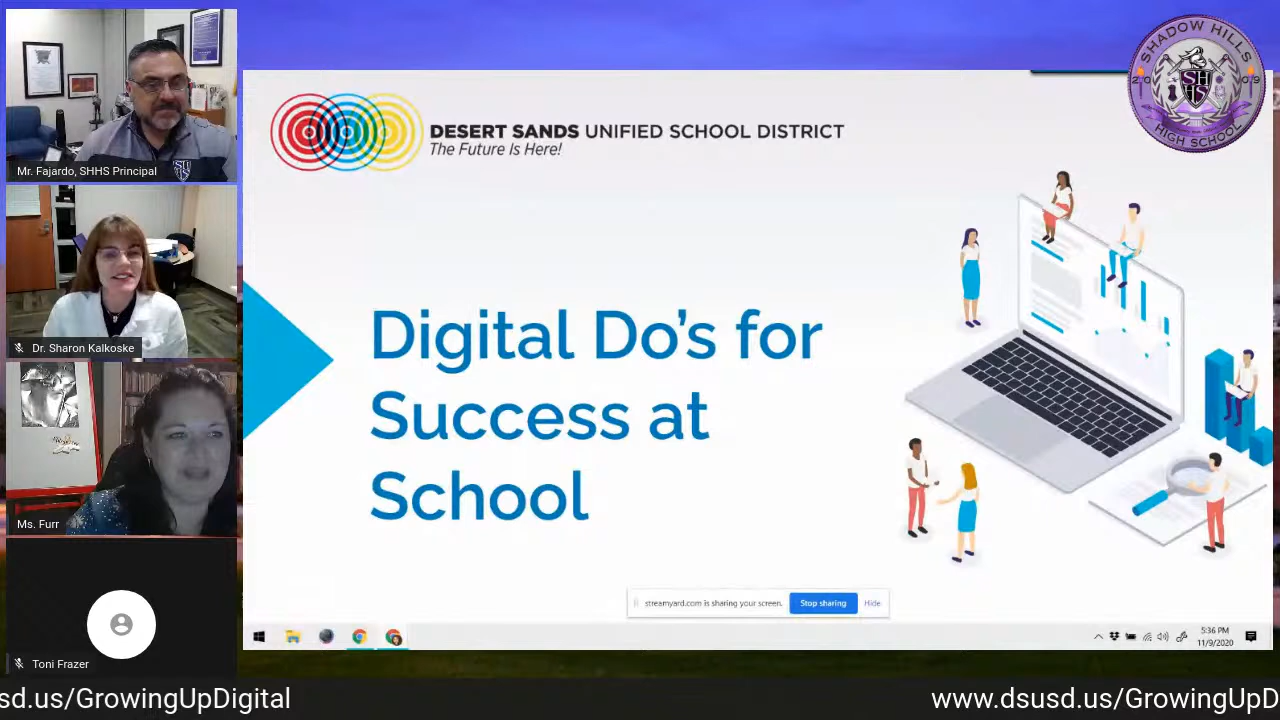 Mr. Fajardo, SHHS Principal
Dr. Sharon Kalkoske
Ms. Furr
Toni Frazer
SHADOW HILLS
2009
SHHS
HIGH SCHOOL
DESERT SANDS UNIFIED SCHOOL DISTRICT
The Future Is Here!
Digital Do's for
Success at
School
streamyard.com is sharing your screen.
Stop sharing
Hide
5:36 PM
11/9/2020
sd.us/GrowingUpDigital
www.dsusd.us/GrowingUpD